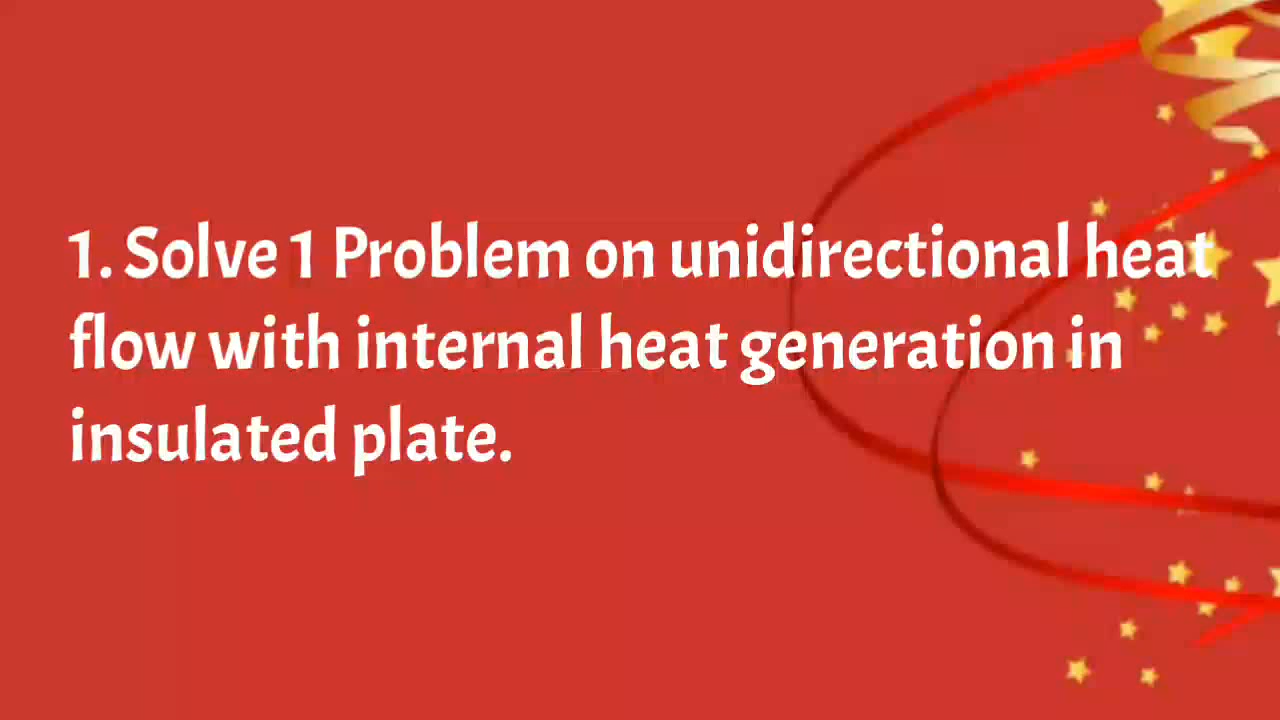 1. Solve 1 Problem on unidirectional heat
flow with internal heat generation in
insulated plate.